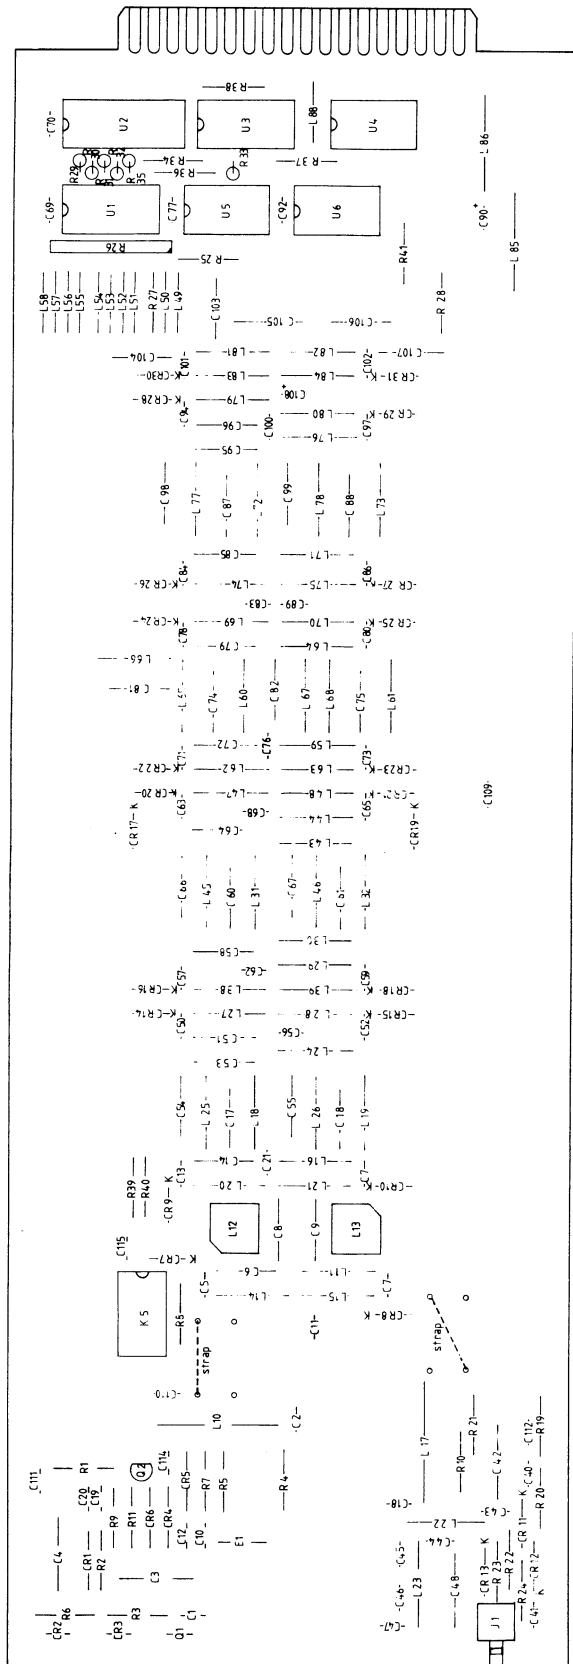 R38
C70
U2
U3
L88
U4
L86
R29
R34
R36
R33
R37
35
C69
U1
C77
U5
C92
U6
C90+
L85
R26
R25
R41
L58
L57
L56
L55
L54
L53
L52
L51
R27
L50
L49
C103
R28
C105
C106
C104
C101
L81
L82
C102
C107
CR30-K
L83
L84
K
CR31-K
CR28-K
L79
C108+
L80
K-CR29-K
C94
C96
C100
L76
C97
C95
C98
L77
C87
C99
L78
C88
L73
C85
L71
C84
C86
CR26-K
L74
L75
K
CR27-K
C83
C89
CR24-K
L69
L70
K-CR25-K
C78
C79
L64
C80
L66
C81
C74
L60
C82
L67
L68
C75
L61
C72
C76
L59
C73
CR22-K
L62
L63
K-CR23-K
CR20-K
L47
L48
C63
C68
L44
C65
C109
CR17-K
C64
L43
CR19-K
C66
L45
C60
L31
C67
L46
C61
L32
C58
L29
C57
C62
C59
CR16-K
L38
L39
K-CR18-K
CR14-K
L27
L28
K-CR15-K
C50
C51
C56
C52
C53
L24
C54
L25
C17
L18
C55
L26
C18
L19
C14
C21
L16
C13
L20
L21
C7
K-CR10-K
R39
R40
CR9-K
L12
C8
C9
L13
C115
K-CR7
C5
C6
L11
C7
K5
R6
L14
L15
C11
CR8-K
strap
strap
C110
L10
C2
L17
R21
R19
C112
C111
R1
Q2
C114
CR5
R7
R5
R4
R10
C42
C40
R20
C20
C19
C18
C43
R9
R11
CR6
CR4
C12
C10
E1
L22
CR11-K
C44
C4
CR1
R2
C45
CR13-K
R23
R22
CR12
C3
C46
L23
C48
R24
K
R6
R3
C1
CR2
CR3
Q1
C47
J1
C41